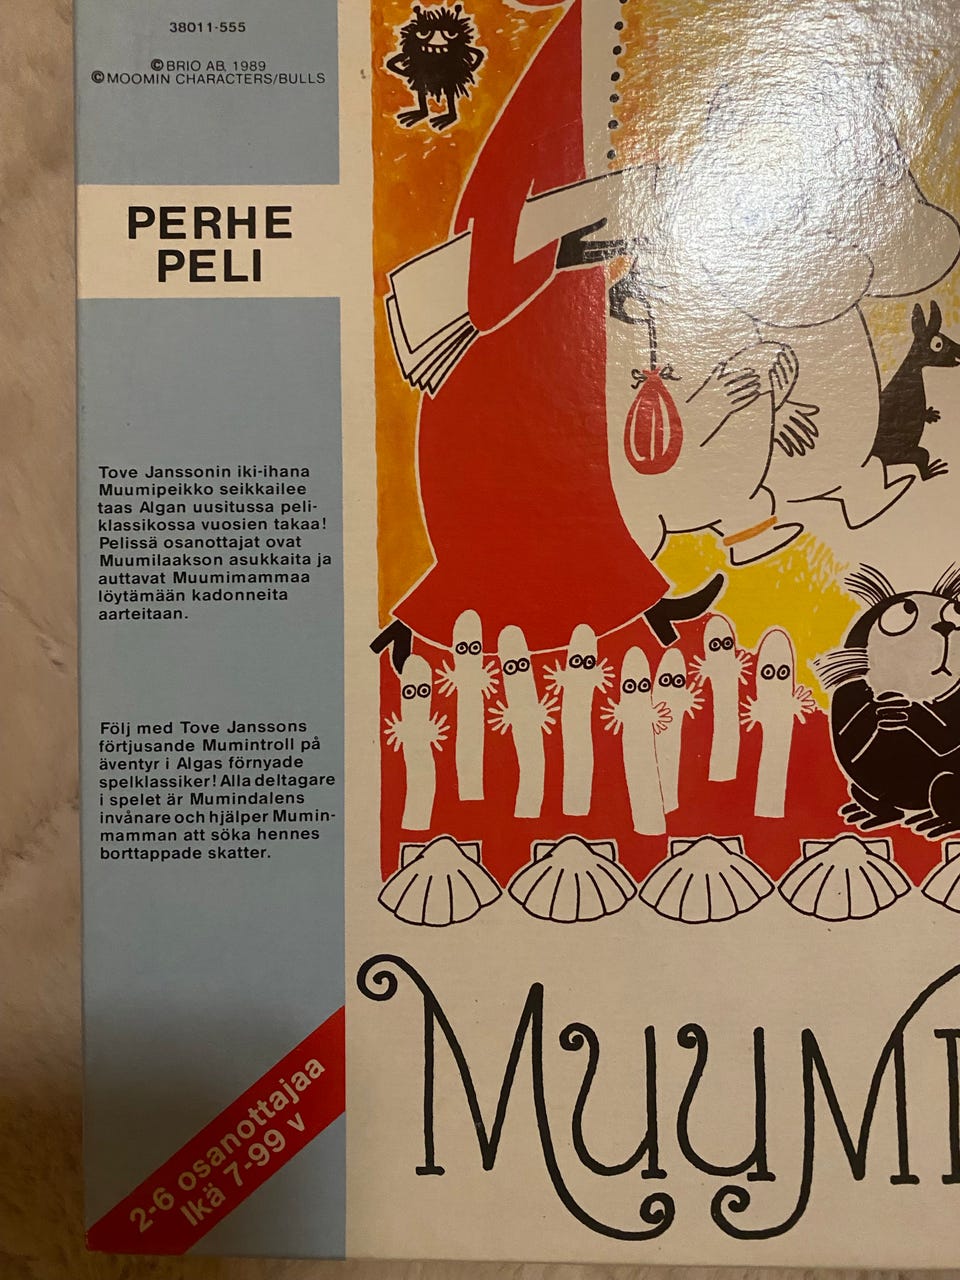 38011-555
©BRIO AB, 1989
©MOOMIN CHARACTERS/BULLS
PERHE
PELI
Tove Janssonin iki-ihana
Muumipeikko seikkailee
taas Algan uusitussa peli-
klassikossa vuosien takaa!
Pelissä osanottajat ovat
Muumilaakson asukkaita ja
auttavat Muumimammaa
löytämään kadonneita
aarteitaan.
Följ med Tove Janssons
förtjusande Mumintroll på
äventyr i Algas förnyade
spelklassiker! Alla deltagare
i spelet är Mumindalens
invånare och hjälper Mumin-
mamman att söka hennes
borttappade skatter.
2-6 osanottajaa
Ikä 7-99 v
MUUMI